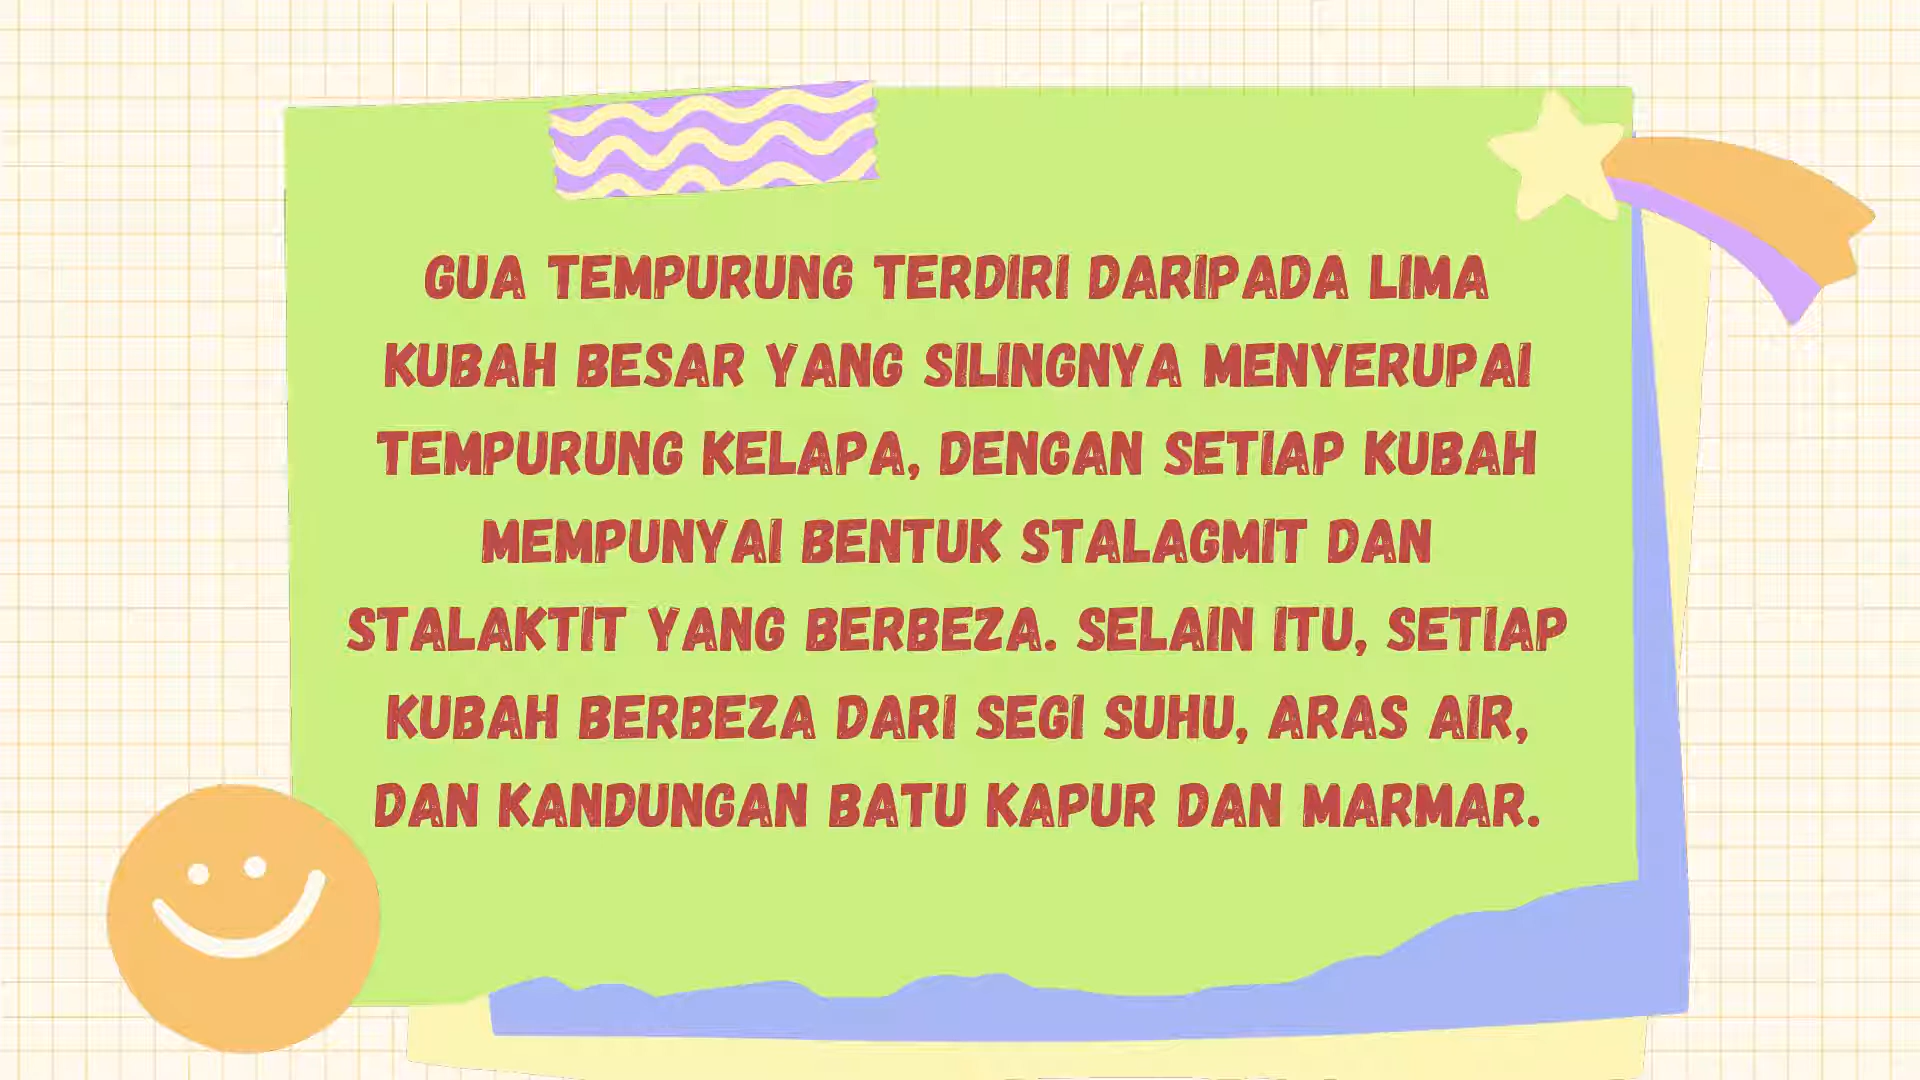 GUA TEMPURUNG TERDIRI DARIPADA LIMA
KUBAH BESAR YANG SILINGNYA MENYERUPAI
TEMPURUNG KELAPA, DENGAN SETIAP KUBAH
MEMPUNYAI BENTUK STALAGMIT DAN
STALAKTIT YANG BERBEZA. SELAIN ITU, SETIAP
KUBAH BERBEZA DARI SEGI SUHU, ARAS AIR,
DAN KANDUNGAN BATU KAPUR DAN MARMAR.